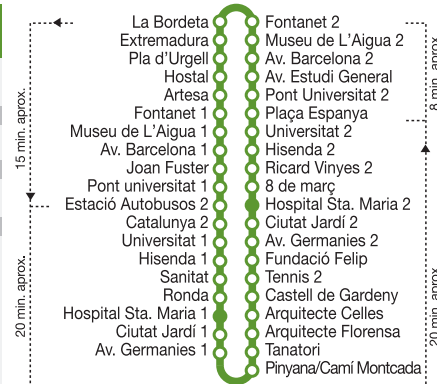 La Bordeta
Extremadura
Pla d'Urgell
Hostal
Artesa
Fontanet 1
Museu de L'Aigua 1
Av. Barcelona 1
Joan Fuster
Pont universitat 1
Estació Autobusos 2
Catalunya 2
Universitat 1
Hisenda 1
Sanitat
Ronda
Hospital Sta. Maria 1
Ciutat Jardí 1
Av. Germanies 1
Fontanet 2
Museu de L'Aigua 2
Av. Barcelona 2
Av. Estudi General
Pont Universitat 2
Plaça Espanya
Universitat 2
Hisenda 2
Ricard Vinyes 2
8 de març
Hospital Sta. Maria 2
Ciutat Jardí 2
Av. Germanies 2
Fundació Felip
Tennis 2
Castell de Gardeny
Arquitecte Celles
Arquitecte Florensa
Tanatori
Pinyana/Camí Montcada
15 min. aprox.
20 min. aprox.
8 min. aprox.
20 min. aprox.